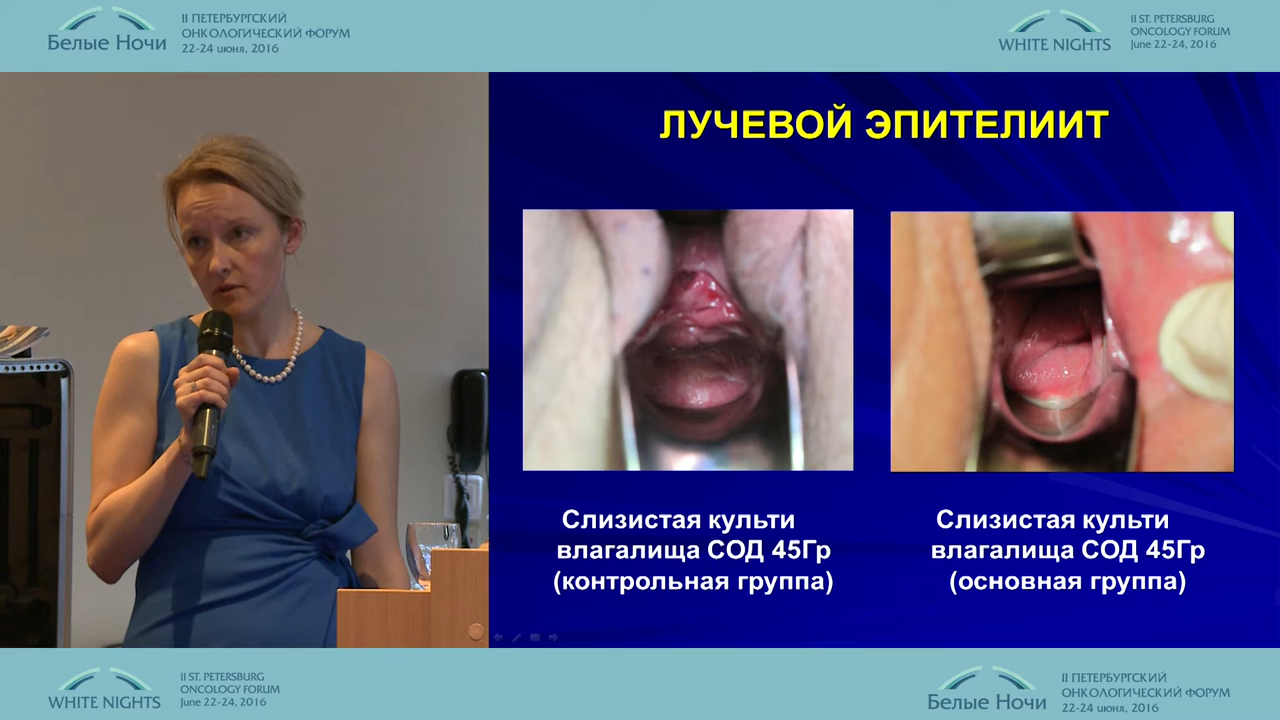 Белые Ночи
II ПЕТЕРБУРГСКИЙ
ОНКОЛОГИЧЕСКИЙ ФОРУМ
22-24 июня, 2016
WHITE NIGHTS
II ST. PETERSBURG
ONCOLOGY FORUM
June 22-24, 2016
ЛУЧЕВОЙ ЭПИТЕЛИИТ
Слизистая культи
влагалища СОД 45Гр
(контрольная группа)
Слизистая культи
влагалища СОД 45Гр
(основная группа)
WHITE NIGHTS
II ST. PETERSBURG
ONCOLOGY FORUM
June 22-24, 2016
Белые Ночи
II ПЕТЕРБУРГСКИЙ
ОНКОЛОГИЧЕСКИЙ ФОРУМ
22-24 июня, 2016